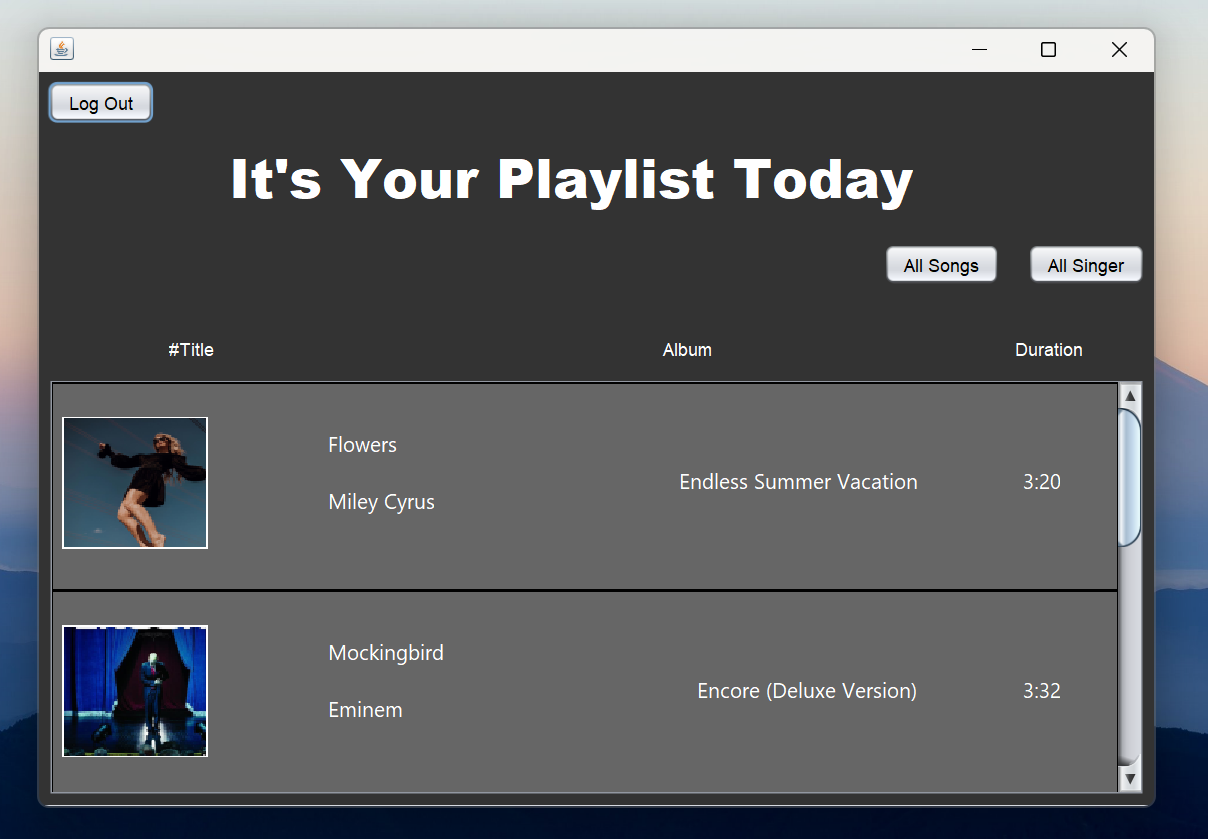 Log Out
It's Your Playlist Today
All Songs All Singer
#Title Album Duration
Flowers
Miley Cyrus
Endless Summer Vacation 3:20
Mockingbird
Eminem
Encore (Deluxe Version) 3:32